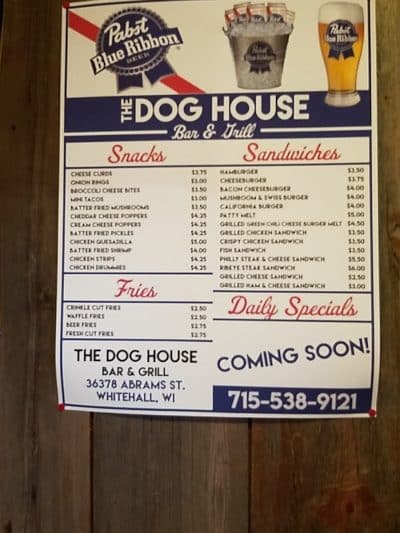 Pabst
Blue Ribbon
BEER
Pabst
Blue Ribbon
THE DOG HOUSE
Bar & Grill
Snacks
CHEESE CURDS $3.75
ONION RINGS $3.00
BROCCOLI CHEESE BITES $3.50
MINI TACOS $3.00
BATTER FRIED MUSHROOMS $3.50
CHEDDAR CHEESE POPPERS $4.25
CREAM CHEESE POPPERS $4.25
BATTER FRIED PICKLES $4.25
CHICKEN QUESADILLA $5.00
BATTER FRIED SHRIMP $4.00
CHICKEN STRIPS $4.25
CHICKEN DRUMMIES $4.25
Fries
CRINKLE CUT FRIES $2.50
WAFFLE FRIES $2.50
BEER FRIES $2.75
FRESH CUT FRIES $2.75
Sandwiches
HAMBURGER $3.50
CHEESEBURGER $3.75
BACON CHEESEBURGER $4.00
MUSHROOM & SWISS BURGER $4.00
CALIFORNIA BURGER $4.00
PATTY MELT $5.00
GRILLED GREEN CHILI CHEESE BURGER MELT $4.50
GRILLED CHICKEN SANDWICH $3.50
CRISPY CHICKEN SANDWICH $3.50
FISH SANDWICH $3.50
PHILLY STEAK & CHEESE SANDWICH $5.50
RIBEYE STEAK SANDWICH $6.00
GRILLED CHEESE SANDWICH $2.50
GRILLED HAM & CHEESE SANDWICH $3.00
Daily Specials
COMING SOON!
THE DOG HOUSE
BAR & GRILL
36378 ABRAMS ST.
WHITEHALL, WI
715-538-9121